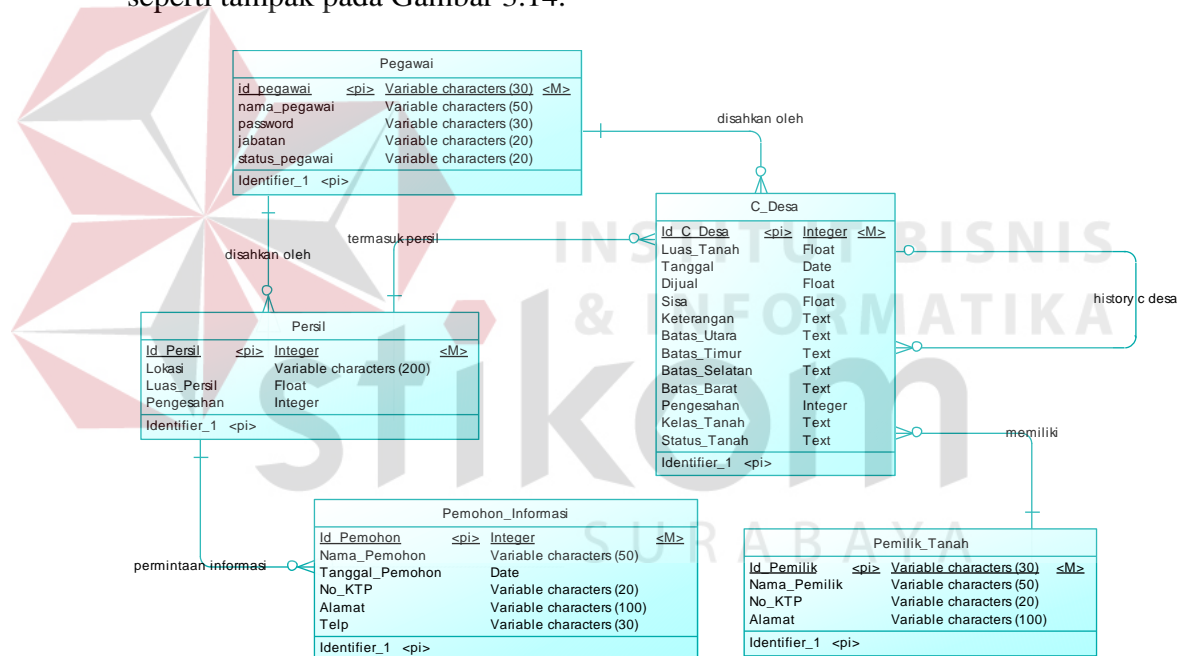 seperti tampak pada Gambar 3.14.
Pegawai
id_pegawai <pi> Variable characters (30) <M>
nama_pegawai Variable characters (50)
password Variable characters (30)
jabatan Variable characters (20)
status_pegawai Variable characters (20)
Identifier_1 <pi>
disahkan oleh
C_Desa
Id_C_Desa <pi> Integer <M>
Luas_Tanah Float
Tanggal Date
Dijual Float
Sisa Float
Keterangan Text
Batas_Utara Text
Batas_Timur Text
Batas_Selatan Text
Batas_Barat Text
Pengesahan Integer
Kelas_Tanah Text
Status_Tanah Text
Identifier_1 <pi>
termasuk persil
disahkan oleh
history c desa
Persil
Id_Persil <pi> Integer <M>
Lokasi Variable characters (200)
Luas_Persil Float
Pengesahan Integer
Identifier_1 <pi>
memiliki
permintaan informasi
Pemohon_Informasi
Id_Pemohon <pi> Integer <M>
Nama_Pemohon Variable characters (50)
Tanggal_Pemohon Date
No_KTP Variable characters (20)
Alamat Variable characters (100)
Telp Variable characters (30)
Identifier_1 <pi>
Pemilik_Tanah
Id_Pemilik <pi> Variable characters (30) <M>
Nama_Pemilik Variable characters (50)
No_KTP Variable characters (20)
Alamat Variable characters (100)
Identifier_1 <pi>
INSTITUT BISNIS
& INFORMATIKA
stikom
SURABAYA